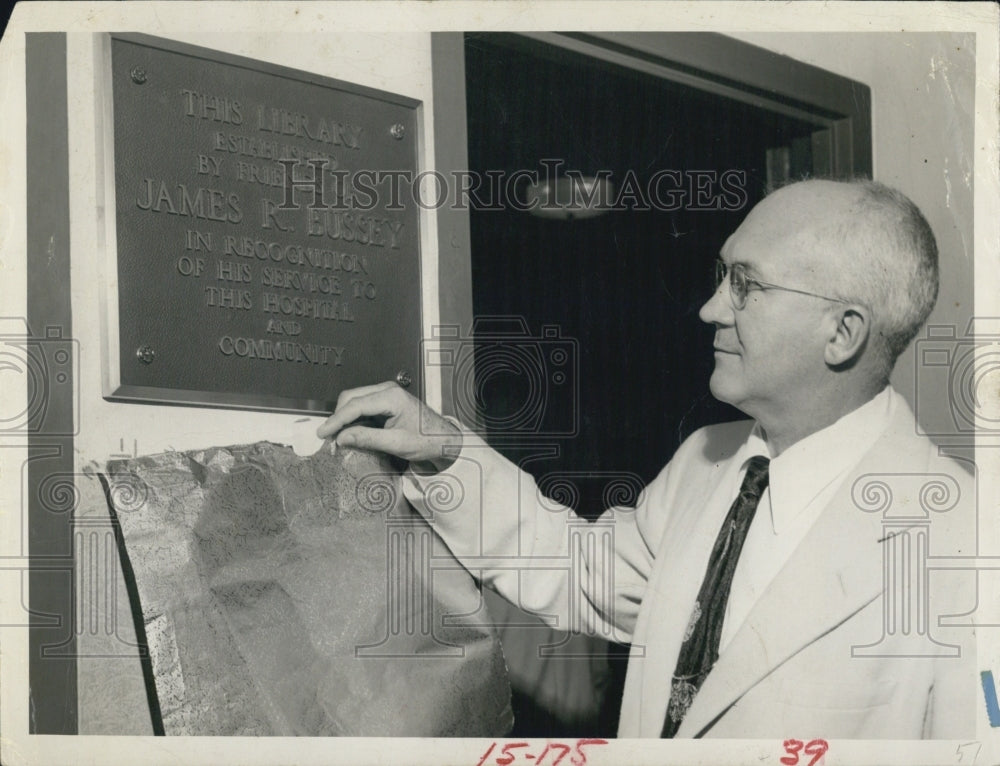 THIS LIBRARY
ESTABLISHED
BY FRIENDS OF
JAMES R. BUSSEY
IN RECOGNITION
OF HIS SERVICE TO
THIS HOSPITAL
AND
COMMUNITY
HISTORIC IMAGES
15-175
39
57